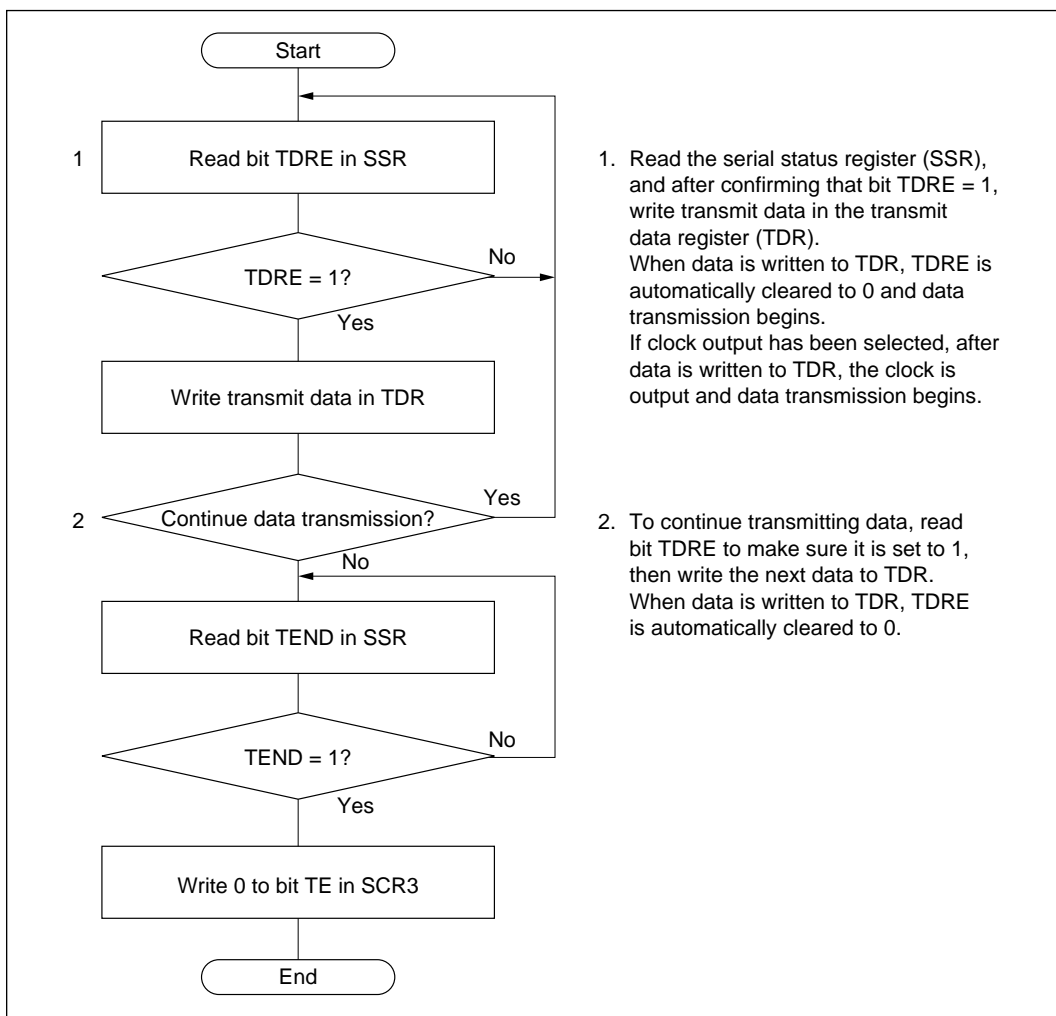 Start
1
Read bit TDRE in SSR
TDRE = 1?
No
Yes
Write transmit data in TDR
2
Continue data transmission?
Yes
No
Read bit TEND in SSR
TEND = 1?
No
Yes
Write 0 to bit TE in SCR3
End
1. Read the serial status register (SSR),
and after confirming that bit TDRE = 1,
write transmit data in the transmit
data register (TDR).
When data is written to TDR, TDRE is
automatically cleared to 0 and data
transmission begins.
If clock output has been selected, after
data is written to TDR, the clock is
output and data transmission begins.
2. To continue transmitting data, read
bit TDRE to make sure it is set to 1,
then write the next data to TDR.
When data is written to TDR, TDRE
is automatically cleared to 0.